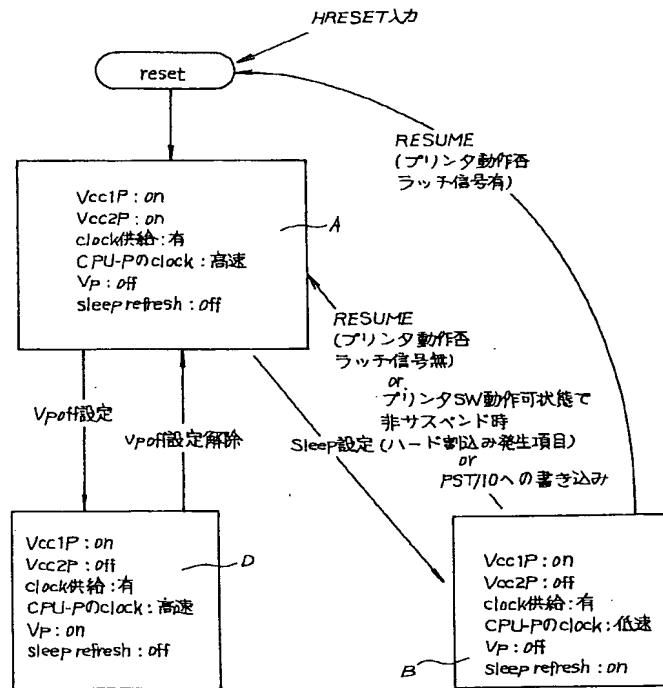 HRESET入力
reset
RESUME
(プリンタ動作否
ラッチ信号有)
Vcc1P : on
Vcc2P : on
clock供給 : 有
CPU-Pのclock : 高速
Vp : off
sleep refresh : off
A
RESUME
(プリンタ動作否
ラッチ信号無)
or
プリンタSW動作可状態で
非サスペンド時
(ハード割込み発生項目)
or
PST/10への書き込み
Vpoff設定
Vpoff設定解除
Sleep設定
Vcc1P : on
Vcc2P : off
clock供給 : 有
CPU-Pのclock : 高速
Vp : on
sleep refresh : off
D
Vcc1P : on
Vcc2P : off
clock供給 : 有
CPU-Pのclock : 低速
Vp : off
sleep refresh : on
B